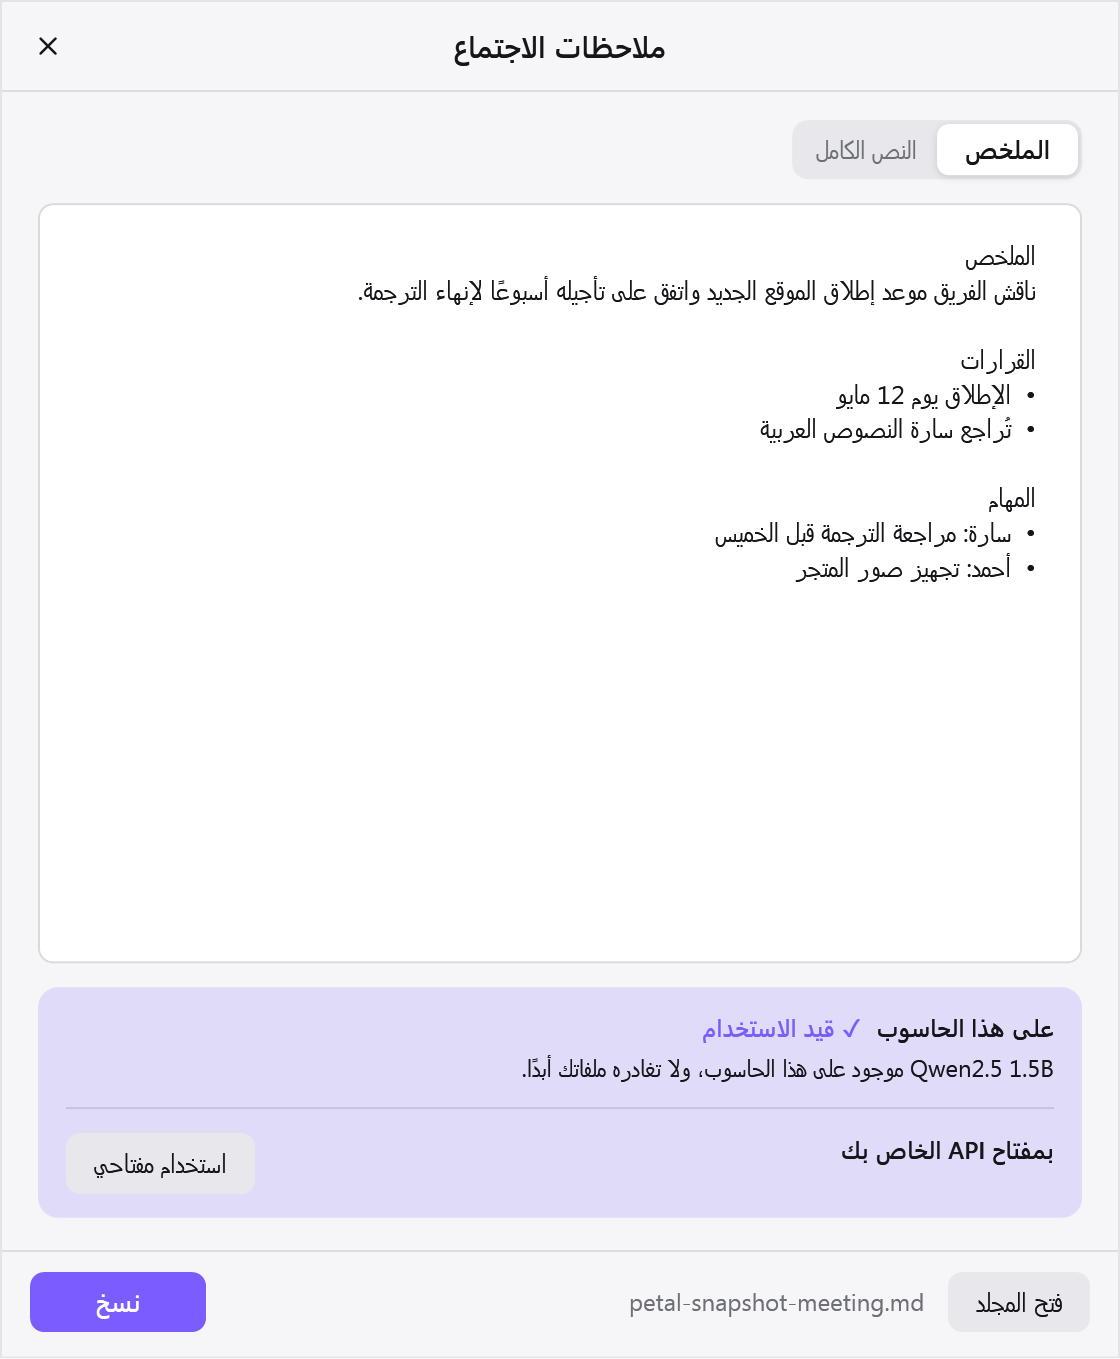 ملاحظات الاجتماع
الملخص
النص الكامل
الملخص
ناقش الفريق موعد إطلاق الموقع الجديد واتفق على تأجيله أسبوعًا لإنهاء الترجمة.
القرارات
• الإطلاق يوم 12 مايو
• تُراجع سارة النصوص العربية
المهام
• سارة: مراجعة الترجمة قبل الخميس
• أحمد: تجهيز صور المتجر
على هذا الحاسوب ✓ قيد الاستخدام
Qwen2.5 1.5B موجود على هذا الحاسوب، ولا تغادره ملفاتك أبدًا.
بمفتاح API الخاص بك
استخدام مفتاحي
فتح المجلد
petal-snapshot-meeting.md
نسخ